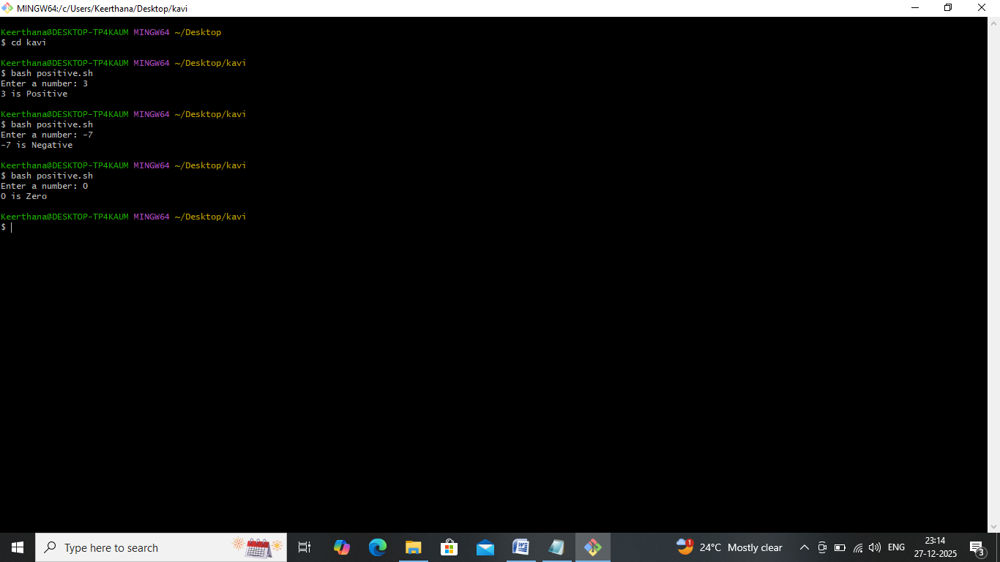 MINGW64:/c/Users/Keerthana/Desktop/kavi
Keerthana@DESKTOP-TP4KAUM MINGW64 ~/Desktop
$ cd kavi
Keerthana@DESKTOP-TP4KAUM MINGW64 ~/Desktop/kavi
$ bash positive.sh
Enter a number: 3
3 is Positive
Keerthana@DESKTOP-TP4KAUM MINGW64 ~/Desktop/kavi
$ bash positive.sh
Enter a number: -7
-7 is Negative
Keerthana@DESKTOP-TP4KAUM MINGW64 ~/Desktop/kavi
$ bash positive.sh
Enter a number: 0
0 is Zero
Keerthana@DESKTOP-TP4KAUM MINGW64 ~/Desktop/kavi
$
Type here to search
1
24°C Mostly clear
ENG
23:14
27-12-2025
3